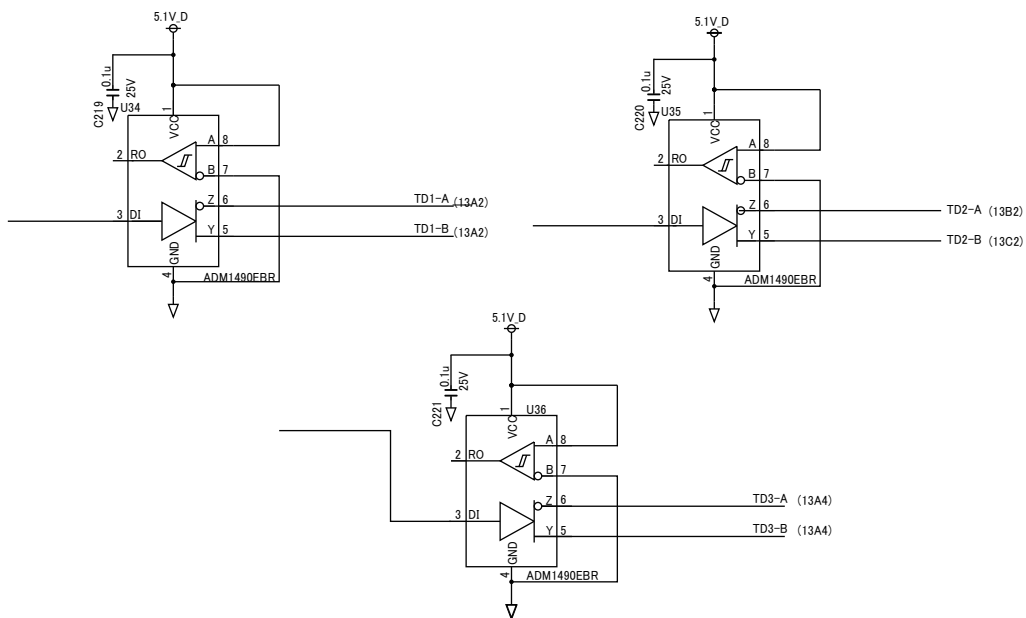 5.1V_D
0.1u
25V
C219
U34
1
VCC
A 8
2 RO
B 7
Z 6
TD1-A (13A2)
3 DI
Y 5
TD1-B (13A2)
GND
4
ADM1490EBR
5.1V_D
0.1u
25V
C220
U35
1
VCC
A 8
2 RO
B 7
Z 6
TD2-A (13B2)
3 DI
Y 5
TD2-B (13C2)
GND
4
ADM1490EBR
5.1V_D
0.1u
25V
C221
U36
1
VCC
A 8
2 RO
B 7
Z 6
TD3-A (13A4)
3 DI
Y 5
TD3-B (13A4)
GND
4
ADM1490EBR